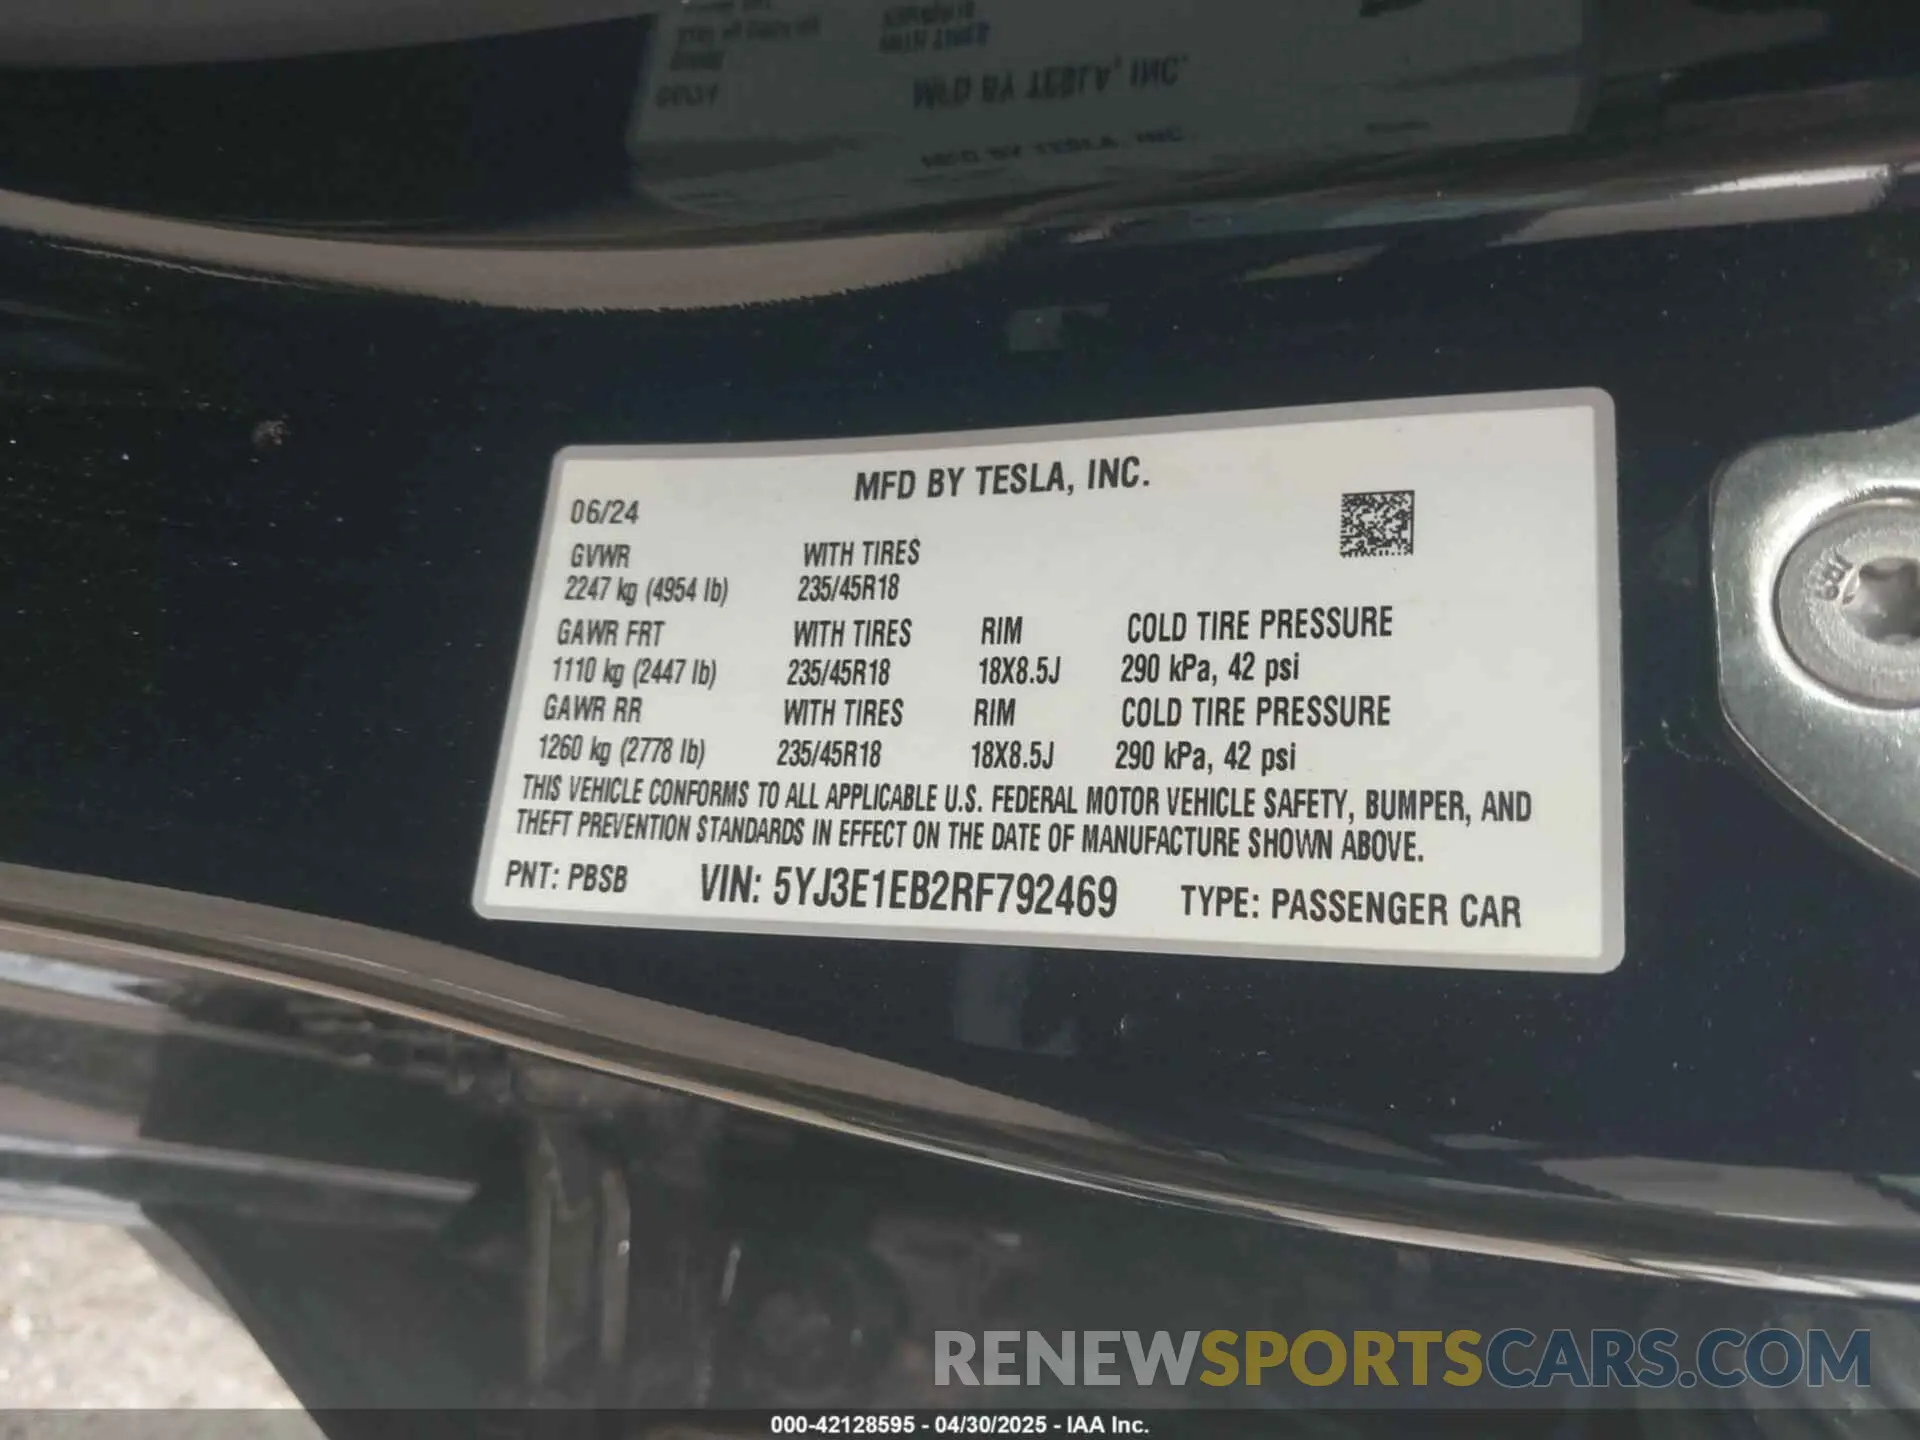 MFD BY TESLA, INC.
06/24
GVWR WITH TIRES
2247 kg (4954 lb) 235/45R18
GAWR FRT WITH TIRES RIM COLD TIRE PRESSURE
1110 kg (2447 lb) 235/45R18 18X8.5J 290 kPa, 42 psi
GAWR RR WITH TIRES RIM COLD TIRE PRESSURE
1260 kg (2778 lb) 235/45R18 18X8.5J 290 kPa, 42 psi
THIS VEHICLE CONFORMS TO ALL APPLICABLE U.S. FEDERAL MOTOR VEHICLE SAFETY, BUMPER, AND
THEFT PREVENTION STANDARDS IN EFFECT ON THE DATE OF MANUFACTURE SHOWN ABOVE.
PNT: PBSB VIN: 5YJ3E1EB2RF792469 TYPE: PASSENGER CAR
RENEWSPORTSCARS.COM
000-42128595 - 04/30/2025 - IAA Inc.